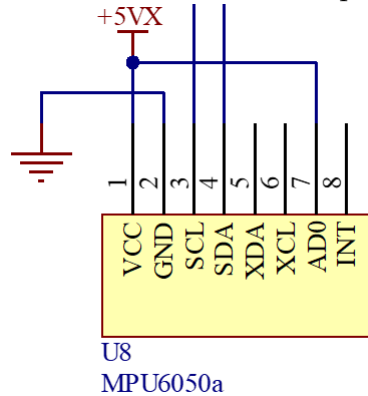 +5VX
1 2 3 4 5 6 7 8
VCC GND SCL SDA XDA XCL AD0 INT
U8
MPU6050a